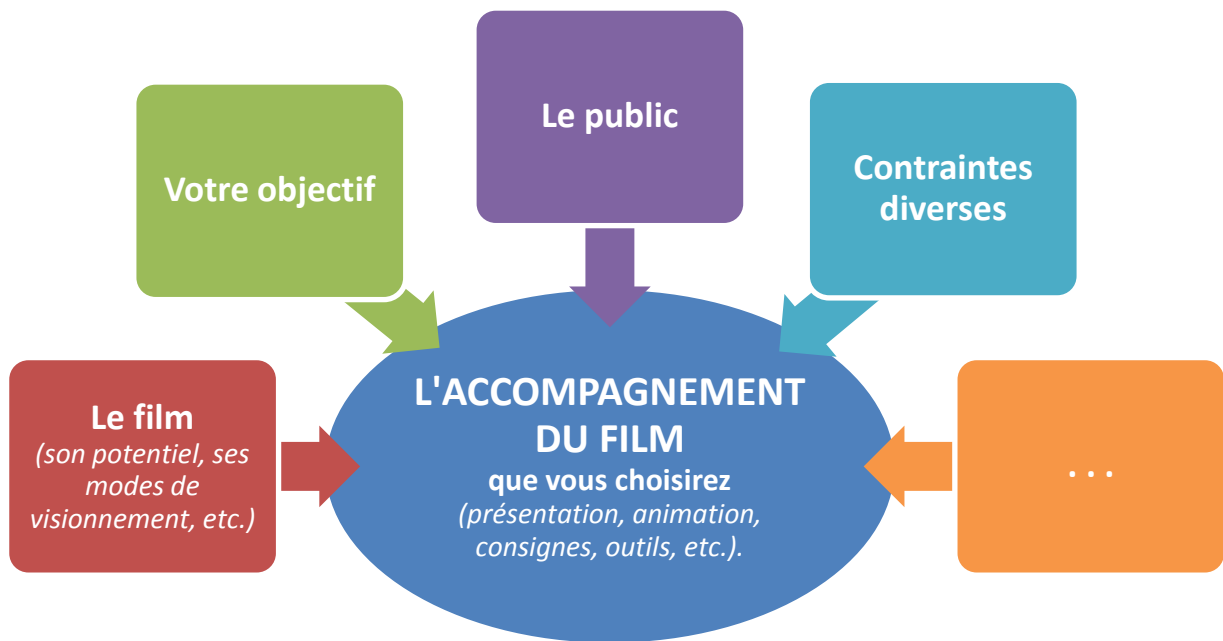 Le public
Votre objectif
Contraintes
diverses
Le film
(son potentiel, ses
modes de
visionnement, etc.)
L'ACCOMPAGNEMENT
DU FILM
que vous choisirez
(présentation, animation,
consignes, outils, etc.).
. . .